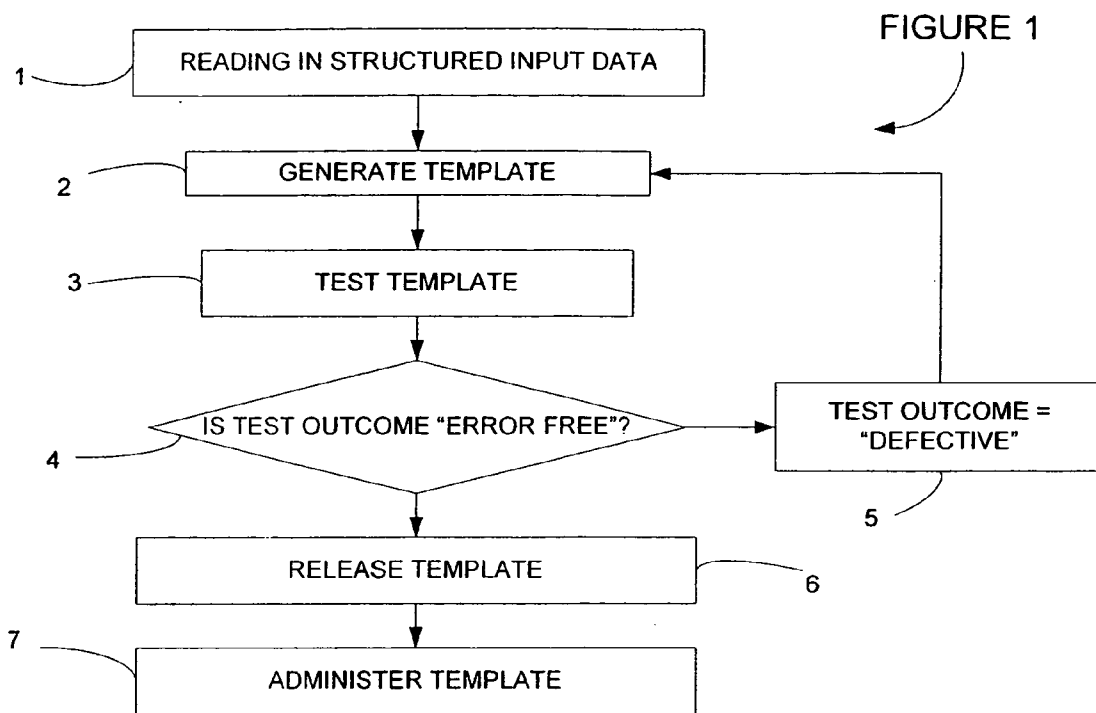 FIGURE 1
1
READING IN STRUCTURED INPUT DATA
2
GENERATE TEMPLATE
3
TEST TEMPLATE
4
IS TEST OUTCOME “ERROR FREE”?
TEST OUTCOME =
“DEFECTIVE”
5
RELEASE TEMPLATE
6
7
ADMINISTER TEMPLATE